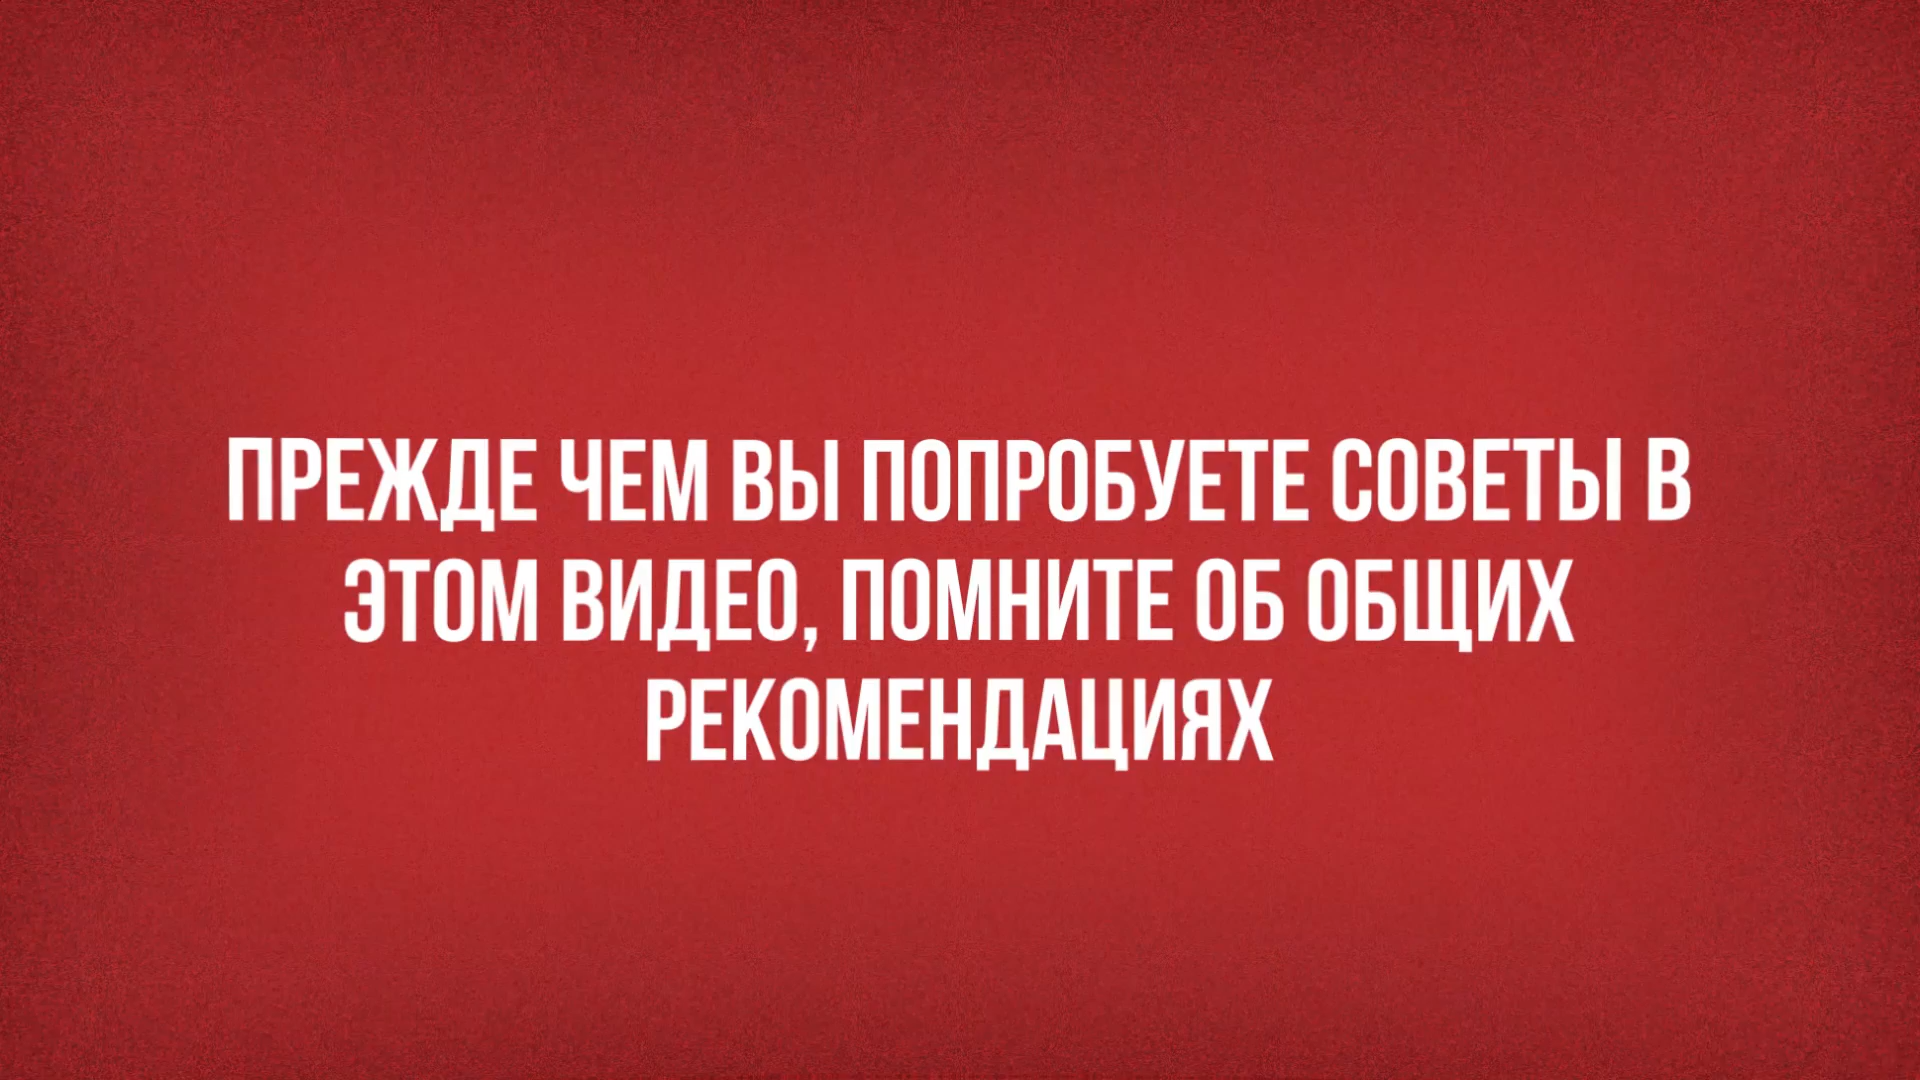 ПРЕЖДЕ ЧЕМ ВЫ ПОПРОБУЕТЕ СОВЕТЫ В
ЭТОМ ВИДЕО, ПОМНИТЕ ОБ ОБЩИХ
РЕКОМЕНДАЦИЯХ